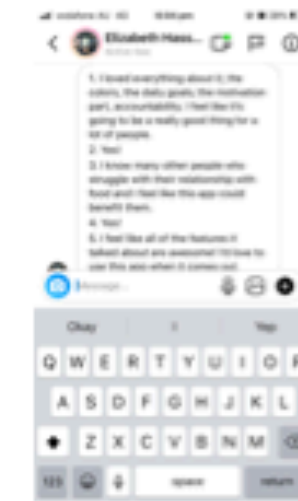 Elizabeth Hass...
Active now
1. I loved everything about it; the
colors, the daily goals, the motivation
part, accountability. I feel like it's
going to be a really good thing for a
lot of people.
2. Yes!
3. I know many other people who
struggle with their relationship with
food and I feel like this app could
benefit them.
4. Yes!
5. I feel like all of the features it
talked about are awesome! I'd love to
use this app when it comes out.
Message...
Okay I Yep
Q W E R T Y U I O P
A S D F G H J K L
Z X C V B N M
123 space return